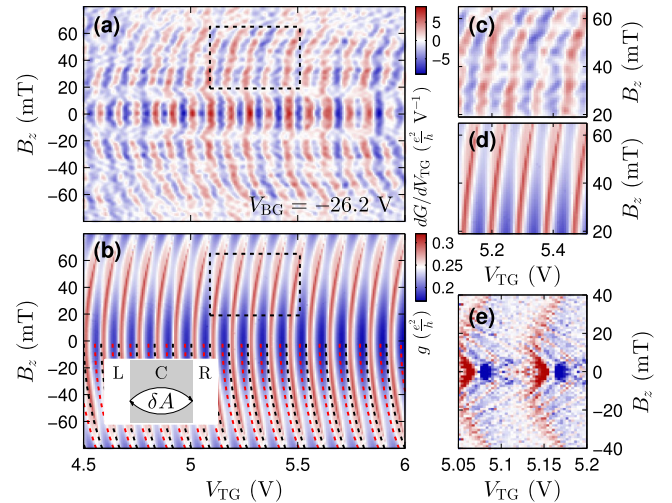 (a)
B_z (mT)
60
40
20
0
−20
−40
−60
V_BG = −26.2 V
5
0
−5
dG/dV_TG (e²/h V⁻¹)
(c)
60
40
20
B_z (mT)
(d)
60
40
20
B_z (mT)
5.2 5.4
V_TG (V)
(b)
B_z (mT)
60
40
20
0
−20
−40
−60
L C R
δA
4.5 5 5.5 6
V_TG (V)
0.3
0.2
g (e²/h)
(e)
40
20
0
−20
−40
B_z (mT)
5.05 5.1 5.15 5.2
V_TG (V)